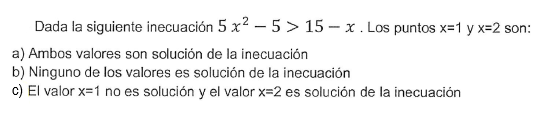 Dada la siguiente inecuación 5 x² − 5 > 15 − x . Los puntos x=1 y x=2 son:
a) Ambos valores son solución de la inecuación
b) Ninguno de los valores es solución de la inecuación
c) El valor x=1 no es solución y el valor x=2 es solución de la inecuación